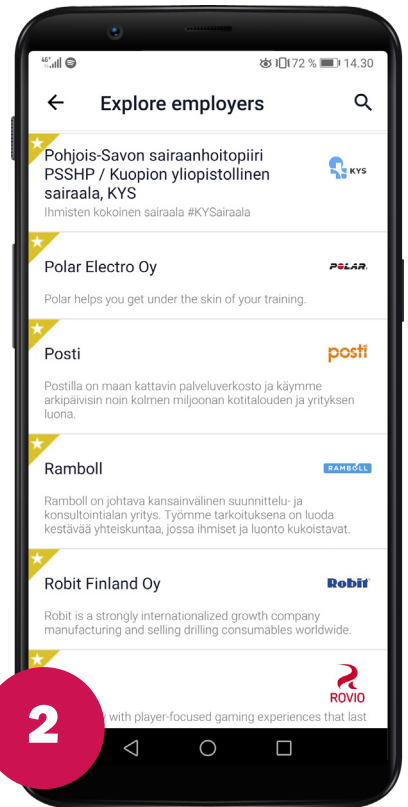 46+
72 % 14.30
Explore employers
Pohjois-Savon sairaanhoitopiiri
PSSHP / Kuopion yliopistollinen
sairaala, KYS
KYS
Ihmisten kokoinen sairaala #KYSairaala
Polar Electro Oy
POLAR.
Polar helps you get under the skin of your training.
Posti
posti
Postilla on maan kattavin palveluverkosto ja käymme
arkipäivisin noin kolmen miljoonan kotitalouden ja yrityksen
luona.
Ramboll
RAMBOLL
Ramboll on johtava kansainvälinen suunnittelu- ja
konsultointialan yritys. Työmme tarkoituksena on luoda
kestävää yhteiskuntaa, jossa ihmiset ja luonto kukoistavat.
Robit Finland Oy
Robit
Robit is a strongly internationalized growth company
manufacturing and selling drilling consumables worldwide.
ROVIO
with player-focused gaming experiences that last
2